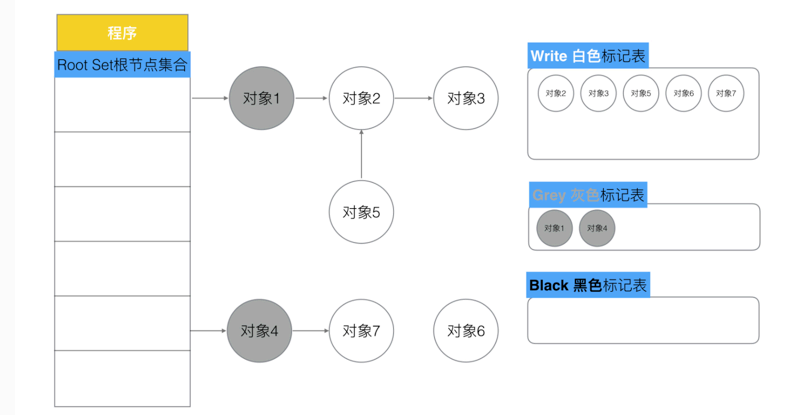 程序
Root Set根节点集合
对象1
对象2
对象3
对象5
对象4
对象7
对象6
Write 白色标记表
对象2
对象3
对象5
对象6
对象7
Grey 灰色标记表
对象1
对象4
Black 黑色标记表